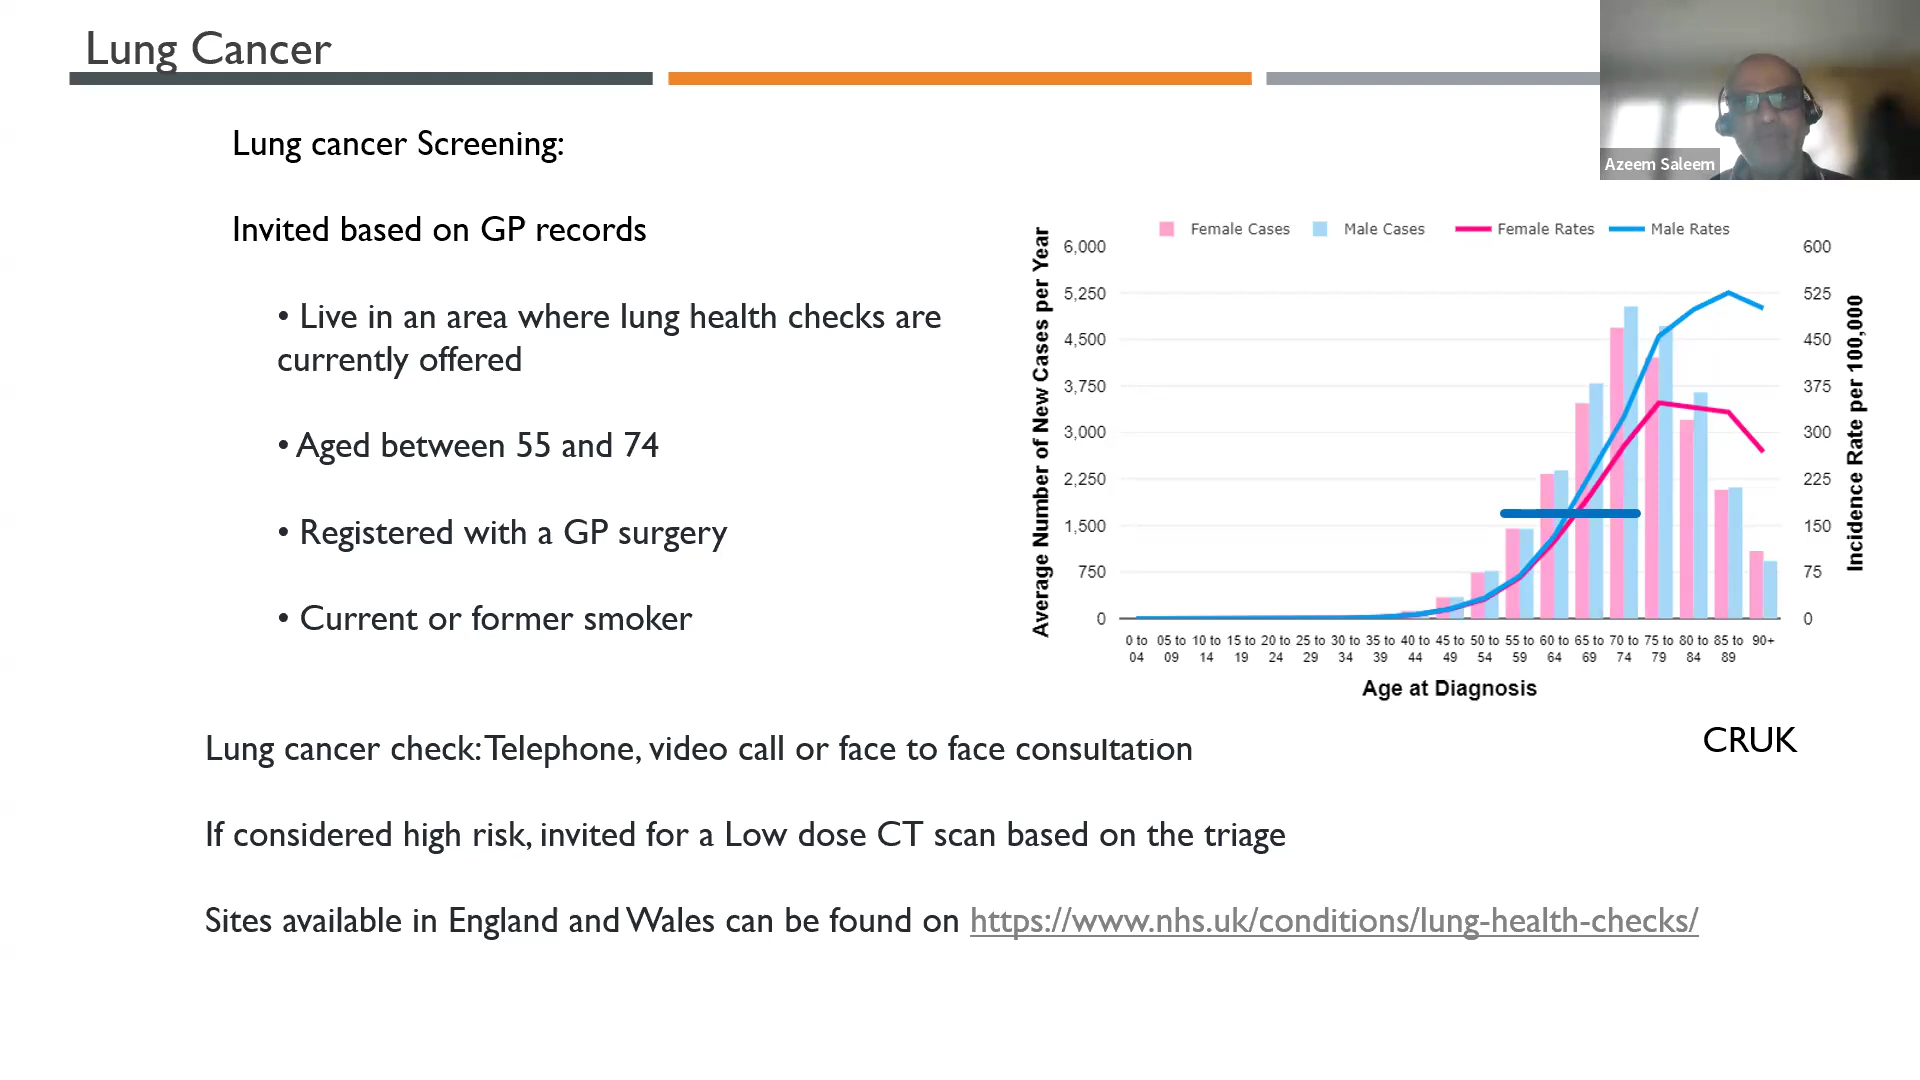 Lung Cancer
Azeem Saleem
Lung cancer Screening:
Invited based on GP records
• Live in an area where lung health checks are
currently offered
• Aged between 55 and 74
• Registered with a GP surgery
• Current or former smoker
Female Cases Male Cases Female Rates Male Rates
Average Number of New Cases per Year
6,000
5,250
4,500
3,750
3,000
2,250
1,500
750
0
600
525
450
375
300
225
150
75
0
Incidence Rate per 100,000
0 to 05 to 10 to 15 to 20 to 25 to 30 to 35 to 40 to 45 to 50 to 55 to 60 to 65 to 70 to 75 to 80 to 85 to 90+
04 09 14 19 24 29 34 39 44 49 54 59 64 69 74 79 84 89
Age at Diagnosis
CRUK
Lung cancer check: Telephone, video call or face to face consultation
If considered high risk, invited for a Low dose CT scan based on the triage
Sites available in England and Wales can be found on https://www.nhs.uk/conditions/lung-health-checks/